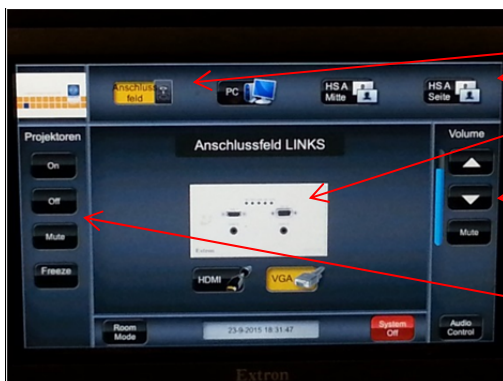 Anschluss
feld
PC
HS A
Mitte
HS A
Seite
Projektoren
On
Off
Mute
Freeze
Anschlussfeld LINKS
Extron
HDMI
VGA
Volume
Mute
Room
Mode
23-9-2015 18:31:47
System
Off
Audio
Control
Extron